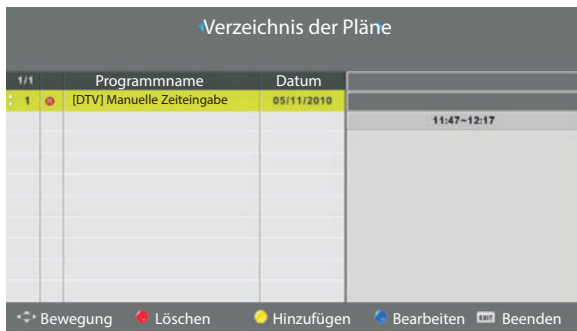 Verzeichnis der Pläne
1/1 Programmname Datum
1 [DTV] Manuelle Zeiteingabe 05/11/2010
11:47~12:17
Bewegung Löschen Hinzufügen Bearbeiten EXIT Beenden